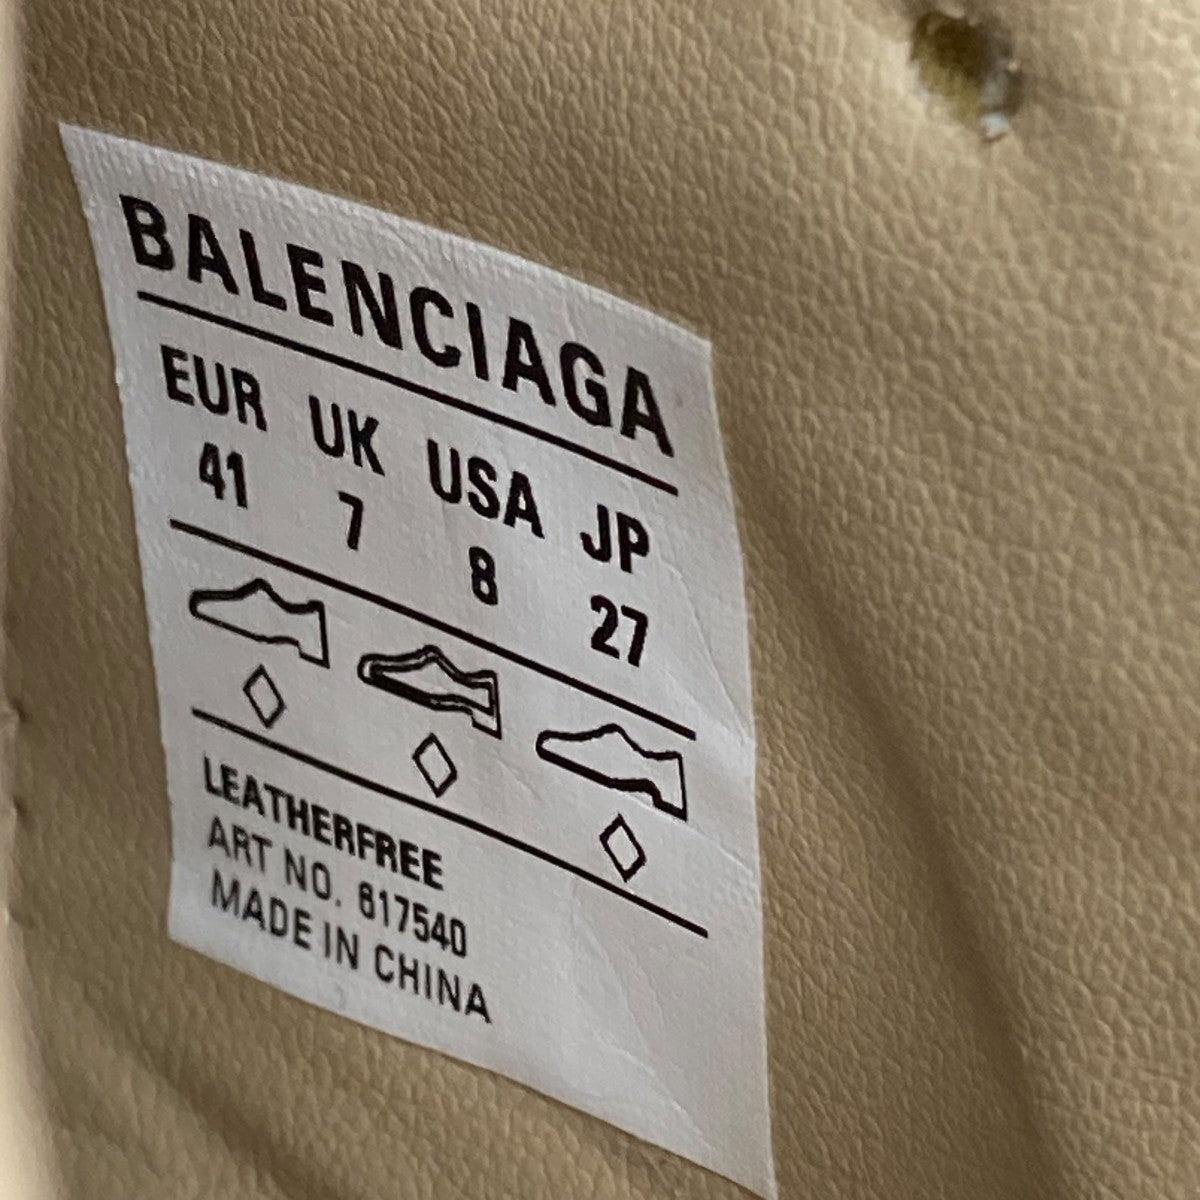 BALENCIAGA
EUR UK USA JP
41 7 8 27
LEATHERFREE
ART NO. 617540
MADE IN CHINA